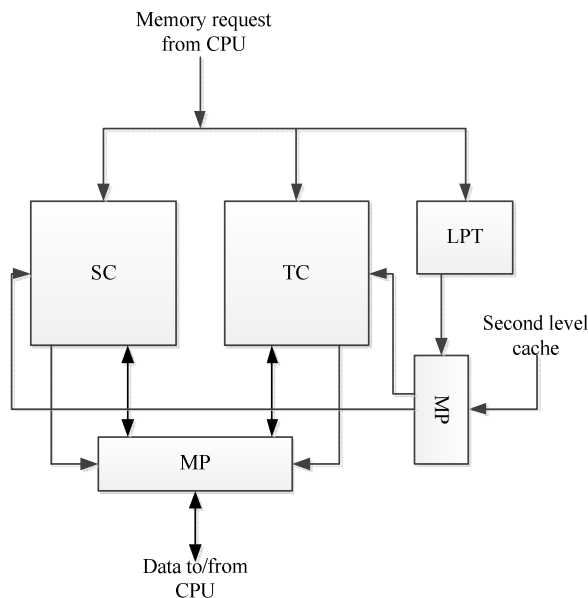 Memory request
from CPU
SC
TC
LPT
Second level
cache
MP
MP
Data to/from
CPU